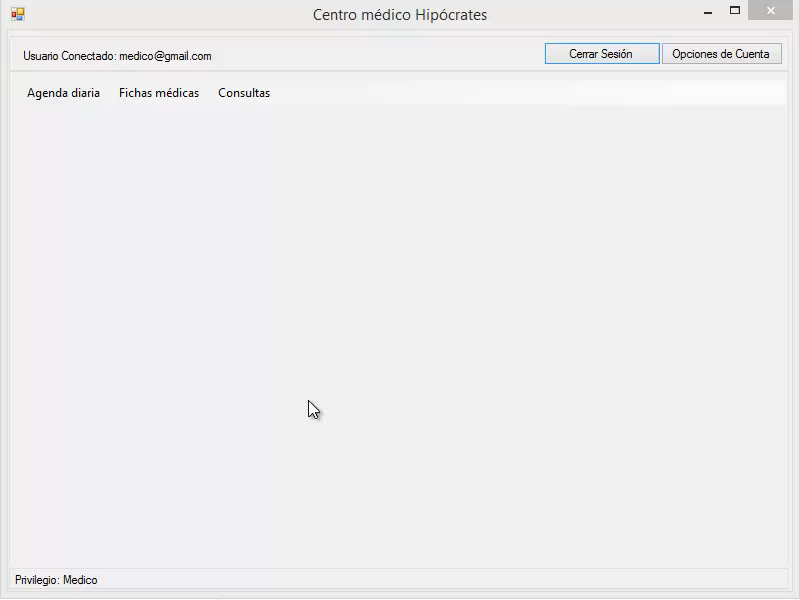 Centro médico Hipócrates
Usuario Conectado: medico@gmail.com
Cerrar Sesión
Opciones de Cuenta
Agenda diaria Fichas médicas Consultas
Privilegio: Medico